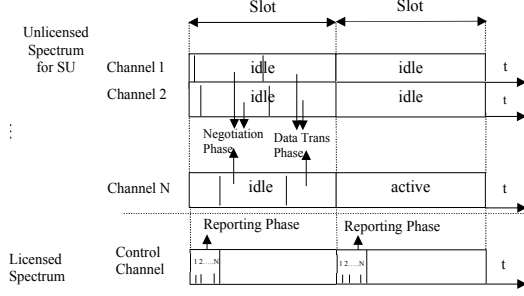 Slot Slot
Unlicensed
Spectrum
for SU
Channel 1 idle idle t
Channel 2 idle idle t
⋮
Negotiation
Phase
Data Trans
Phase
Channel N idle active t
Reporting Phase Reporting Phase
Licensed
Spectrum
Control
Channel
1 2.....N 1 2.....N t